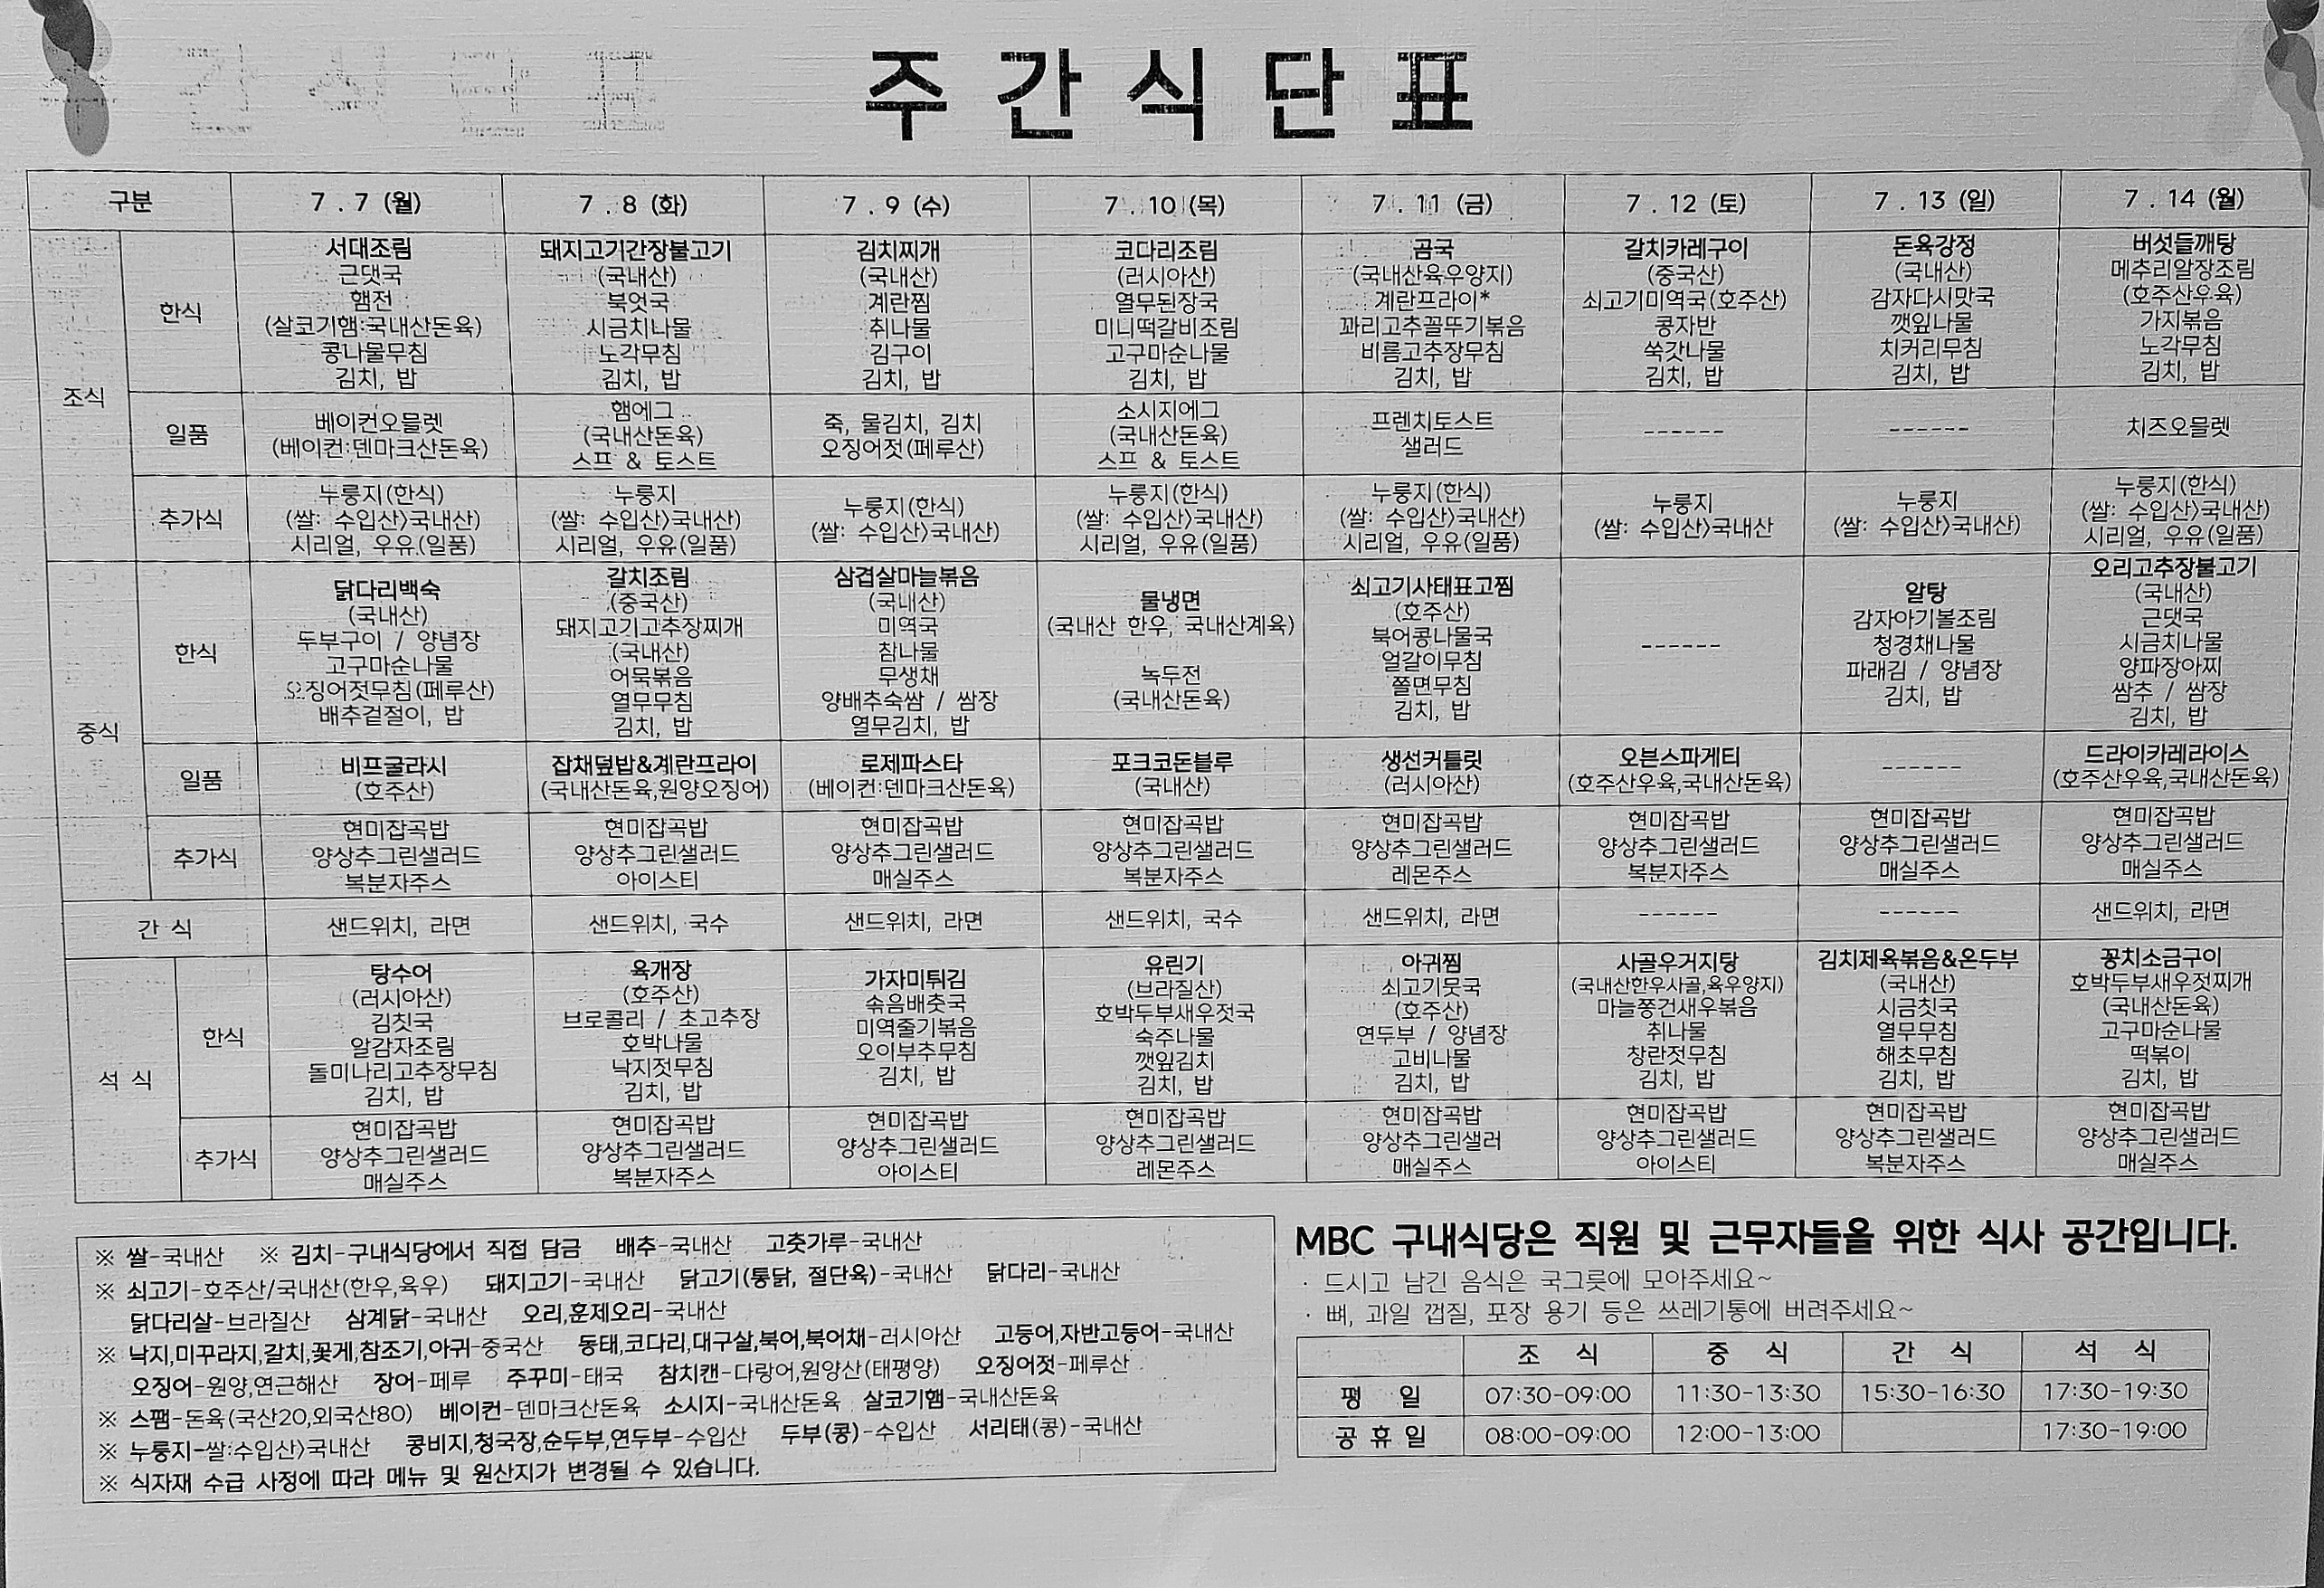 주간식단표
구분 7 . 7 (월) 7 . 8 (화) 7 . 9 (수) 7 . 10 (목) 7 . 11 (금) 7 . 12 (토) 7 . 13 (일) 7 . 14 (월)
조식
한식
서대조림
근댓국
햄전
(살코기햄:국내산돈육)
콩나물무침
김치, 밥
돼지고기간장불고기
(국내산)
북엇국
시금치나물
노각무침
김치, 밥
김치찌개
(국내산)
계란찜
취나물
김구이
김치, 밥
코다리조림
(러시아산)
열무된장국
미니떡갈비조림
고구마순나물
김치, 밥
곰국
(국내산육우양지)
계란프라이*
꽈리고추꼴뚜기볶음
비름고추장무침
김치, 밥
갈치카레구이
(중국산)
쇠고기미역국(호주산)
콩자반
쑥갓나물
김치, 밥
돈육강정
(국내산)
감자다시맛국
깻잎나물
치커리무침
김치, 밥
버섯들깨탕
메추리알장조림
(호주산우육)
가지볶음
노각무침
김치, 밥
일품
베이컨오믈렛
(베이컨:덴마크산돈육)
햄에그
(국내산돈육)
스프 & 토스트
죽, 물김치, 김치
오징어젓(페루산)
소시지에그
(국내산돈육)
스프 & 토스트
프렌치토스트
샐러드
------
------
치즈오믈렛
추가식
누룽지(한식)
(쌀: 수입산>국내산)
시리얼, 우유(일품)
누룽지
(쌀: 수입산>국내산)
시리얼, 우유(일품)
누룽지(한식)
(쌀: 수입산>국내산)
누룽지(한식)
(쌀: 수입산>국내산)
시리얼, 우유(일품)
누룽지(한식)
(쌀: 수입산>국내산)
시리얼, 우유(일품)
누룽지
(쌀: 수입산>국내산
누룽지
(쌀: 수입산>국내산)
누룽지(한식)
(쌀: 수입산>국내산)
시리얼, 우유(일품)
중식
한식
닭다리백숙
(국내산)
두부구이 / 양념장
고구마순나물
오징어젓무침(페루산)
배추겉절이, 밥
갈치조림
(중국산)
돼지고기고추장찌개
(국내산)
어묵볶음
열무무침
김치, 밥
삼겹살마늘볶음
(국내산)
미역국
참나물
무생채
양배추숙쌈 / 쌈장
열무김치, 밥
물냉면
(국내산 한우, 국내산계육)
녹두전
(국내산돈육)
쇠고기사태표고찜
(호주산)
북어콩나물국
얼갈이무침
쫄면무침
김치, 밥
------
알탕
감자아기볼조림
청경채나물
파래김 / 양념장
김치, 밥
오리고추장불고기
(국내산)
근댓국
시금치나물
양파장아찌
쌈추 / 쌈장
김치, 밥
일품
비프굴라시
(호주산)
잡채덮밥&계란프라이
(국내산돈육,원양오징어)
로제파스타
(베이컨:덴마크산돈육)
포크코돈블루
(국내산)
생선커틀릿
(러시아산)
오븐스파게티
(호주산우육,국내산돈육)
------
드라이카레라이스
(호주산우육,국내산돈육)
추가식
현미잡곡밥
양상추그린샐러드
복분자주스
현미잡곡밥
양상추그린샐러드
아이스티
현미잡곡밥
양상추그린샐러드
매실주스
현미잡곡밥
양상추그린샐러드
복분자주스
현미잡곡밥
양상추그린샐러드
레몬주스
현미잡곡밥
양상추그린샐러드
복분자주스
현미잡곡밥
양상추그린샐러드
매실주스
현미잡곡밥
양상추그린샐러드
매실주스
간 식 샌드위치, 라면 샌드위치, 국수 샌드위치, 라면 샌드위치, 국수 샌드위치, 라면 ------ ------ 샌드위치, 라면
석 식
한식
탕수어
(러시아산)
김칫국
알감자조림
돌미나리고추장무침
김치, 밥
육개장
(호주산)
브로콜리 / 초고추장
호박나물
낙지젓무침
김치, 밥
가자미튀김
솎음배춧국
미역줄기볶음
오이부추무침
김치, 밥
유린기
(브라질산)
호박두부새우젓국
숙주나물
깻잎김치
김치, 밥
아귀찜
쇠고기뭇국
(호주산)
연두부 / 양념장
고비나물
김치, 밥
사골우거지탕
(국내산한우사골,육우양지)
마늘쫑건새우볶음
취나물
창란젓무침
김치, 밥
김치제육볶음&온두부
(국내산)
시금칫국
열무무침
해초무침
김치, 밥
꽁치소금구이
호박두부새우젓찌개
(국내산돈육)
고구마순나물
떡볶이
김치, 밥
추가식
현미잡곡밥
양상추그린샐러드
매실주스
현미잡곡밥
양상추그린샐러드
복분자주스
현미잡곡밥
양상추그린샐러드
아이스티
현미잡곡밥
양상추그린샐러드
레몬주스
현미잡곡밥
양상추그린샐러
매실주스
현미잡곡밥
양상추그린샐러드
아이스티
현미잡곡밥
양상추그린샐러드
복분자주스
현미잡곡밥
양상추그린샐러드
매실주스
※ 쌀-국내산 ※ 김치-구내식당에서 직접 담금 배추-국내산 고춧가루-국내산
※ 쇠고기-호주산/국내산(한우,육우) 돼지고기-국내산 닭고기(통닭, 절단육)-국내산 닭다리-국내산
닭다리살-브라질산 삼계닭-국내산 오리,훈제오리-국내산
※ 낙지,미꾸라지,갈치,꽃게,참조기,아귀-중국산 동태,코다리,대구살,북어,북어채-러시아산 고등어,자반고등어-국내산
오징어-원양,연근해산 장어-페루 주꾸미-태국 참치캔-다랑어,원양산(태평양) 오징어젓-페루산
※ 스팸-돈육(국산20,외국산80) 베이컨-덴마크산돈육 소시지-국내산돈육 살코기햄-국내산돈육
※ 누룽지-쌀:수입산>국내산 콩비지,청국장,순두부,연두부-수입산 두부(콩)-수입산 서리태(콩)-국내산
※ 식자재 수급 사정에 따라 메뉴 및 원산지가 변경될 수 있습니다.
MBC 구내식당은 직원 및 근무자들을 위한 식사 공간입니다.
· 드시고 남긴 음식은 국그릇에 모아주세요~
· 뼈, 과일 껍질, 포장 용기 등은 쓰레기통에 버려주세요~
조 식 중 식 간 식 석 식
평 일 07:30-09:00 11:30-13:30 15:30-16:30 17:30-19:30
공 휴 일 08:00-09:00 12:00-13:00 17:30-19:00